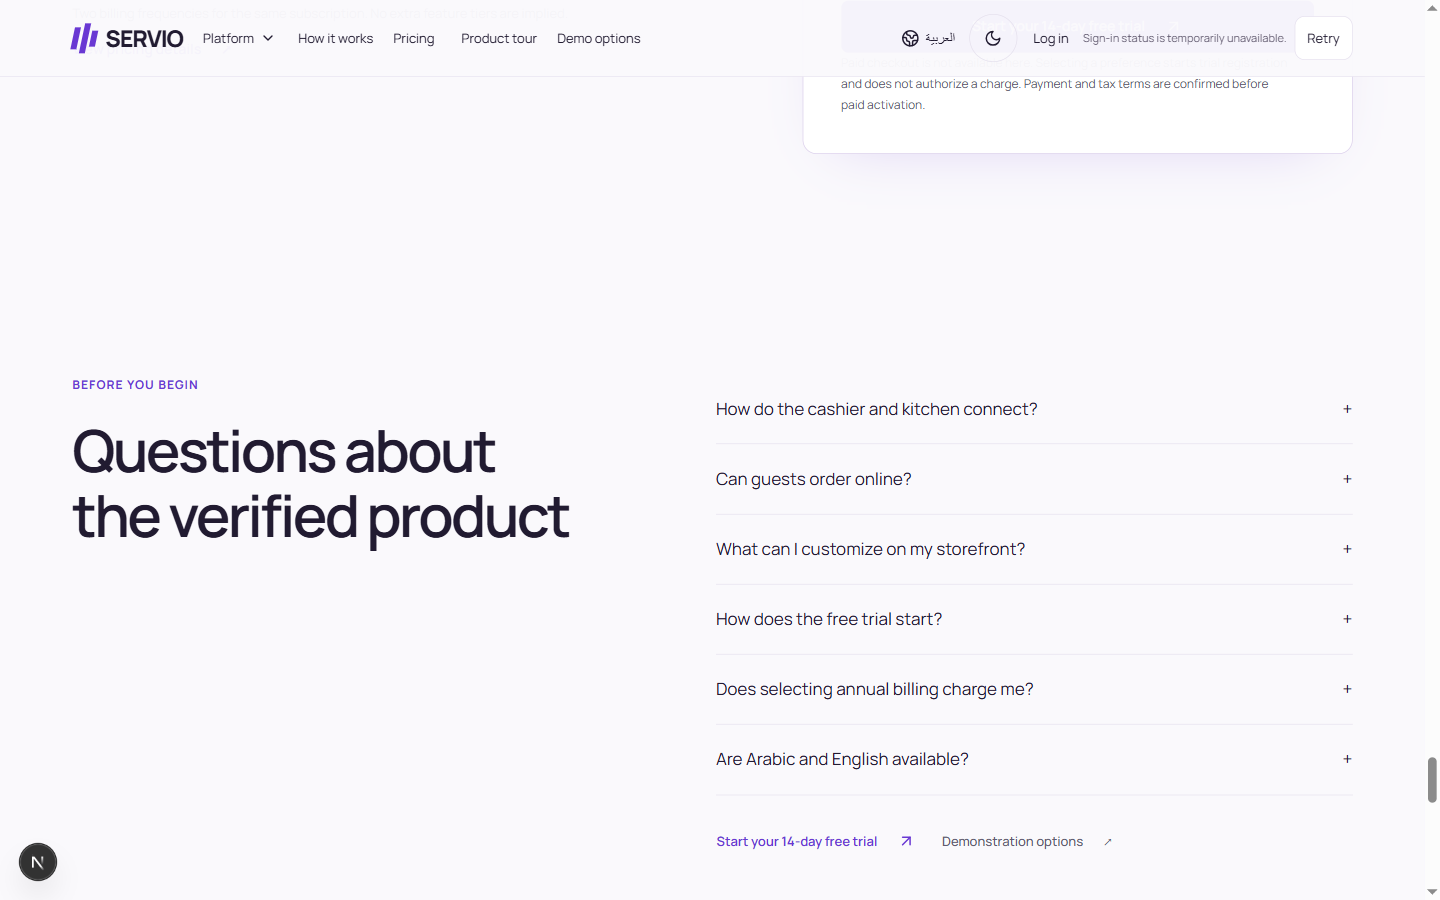 SERVIO
Platform
How it works
Pricing
Product tour
Demo options
العربية
Log in
Sign-in status is temporarily unavailable.
Retry
and does not authorize a charge. Payment and tax terms are confirmed before
paid activation.
BEFORE YOU BEGIN
Questions about
the verified product
How do the cashier and kitchen connect?
+
Can guests order online?
+
What can I customize on my storefront?
+
How does the free trial start?
+
Does selecting annual billing charge me?
+
Are Arabic and English available?
+
Start your 14-day free trial
Demonstration options
N